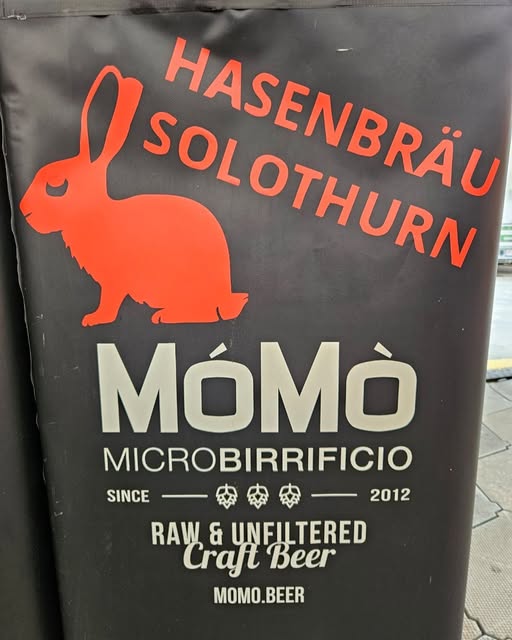 HASENBRÄU
SOLOTHURN
MóMò
MICROBIRRIFICIO
SINCE 2012
RAW & UNFILTERED
Craft Beer
MOMO.BEER